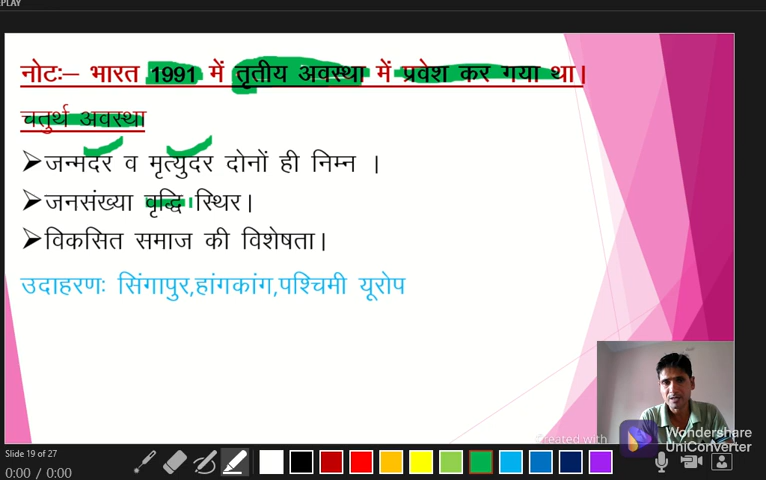 PLAY
नोटः– भारत 1991 में तृतीय अवस्था में प्रवेश कर गया था।
चतुर्थ अवस्था
➤जन्मदर व मृत्युदर दोनों ही निम्न ।
➤जनसंख्या वृद्धि स्थिर।
➤विकसित समाज की विशेषता।
उदाहरणः सिंगापुर,हांगकांग,पश्चिमी यूरोप
Created with
Wondershare
UniConverter
Slide 19 of 27
0:00 / 0:00